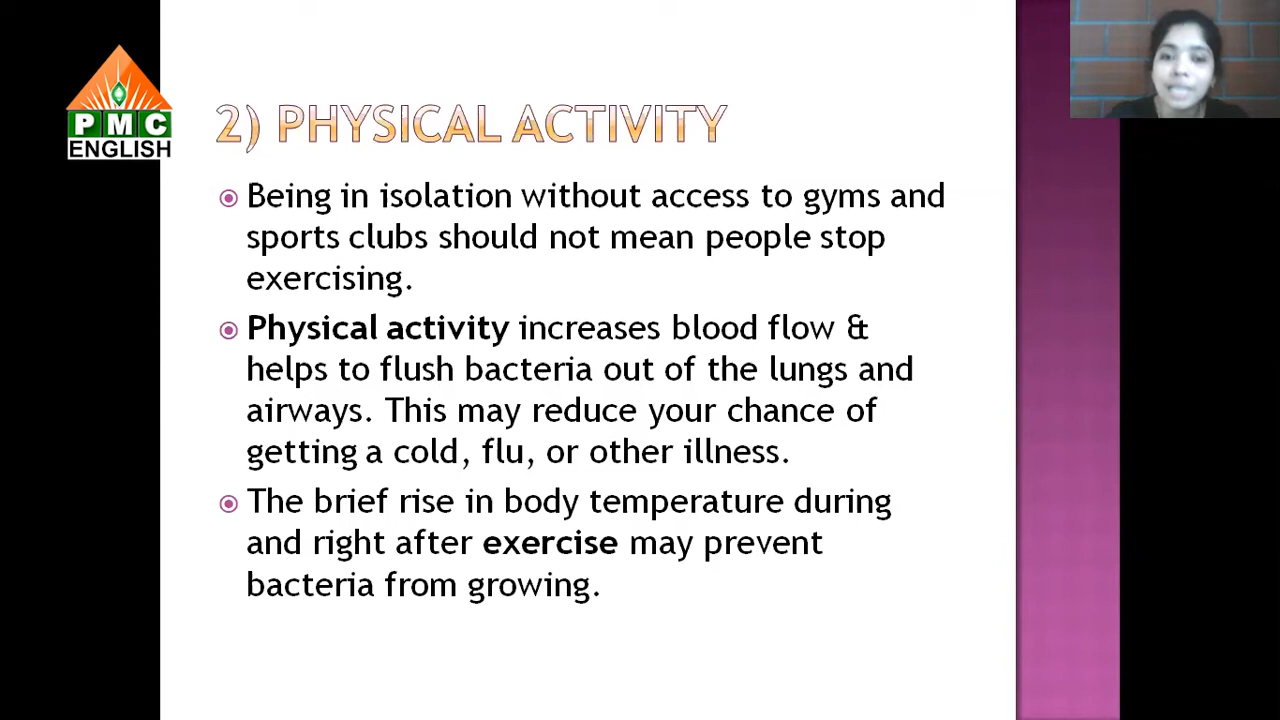 PMC
ENGLISH
2) PHYSICAL ACTIVITY
Being in isolation without access to gyms and
sports clubs should not mean people stop
exercising.
Physical activity increases blood flow &
helps to flush bacteria out of the lungs and
airways. This may reduce your chance of
getting a cold, flu, or other illness.
The brief rise in body temperature during
and right after exercise may prevent
bacteria from growing.